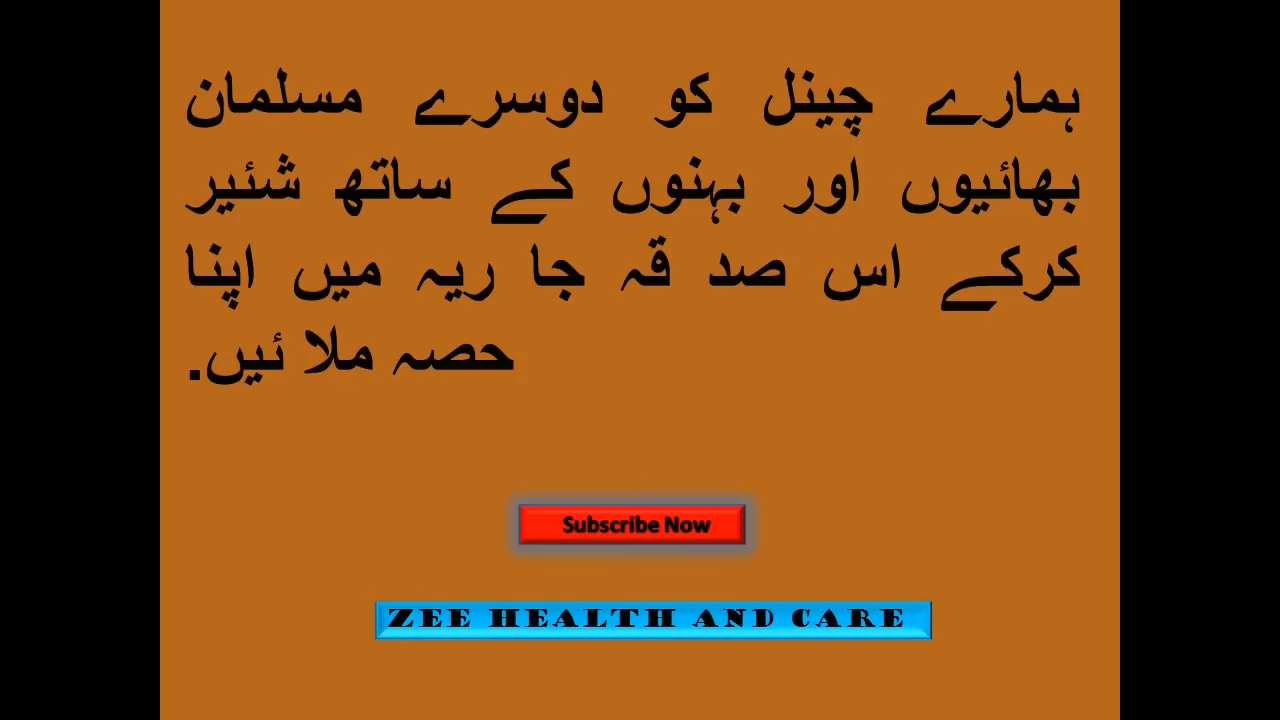 ہمارے چینل کو دوسرے مسلمان
بھائیوں اور بہنوں کے ساتھ شئیر
کرکے اس صد قہ جا ریہ میں اپنا
حصہ ملا ئیں.
Subscribe Now
ZEE HEALTH AND CARE